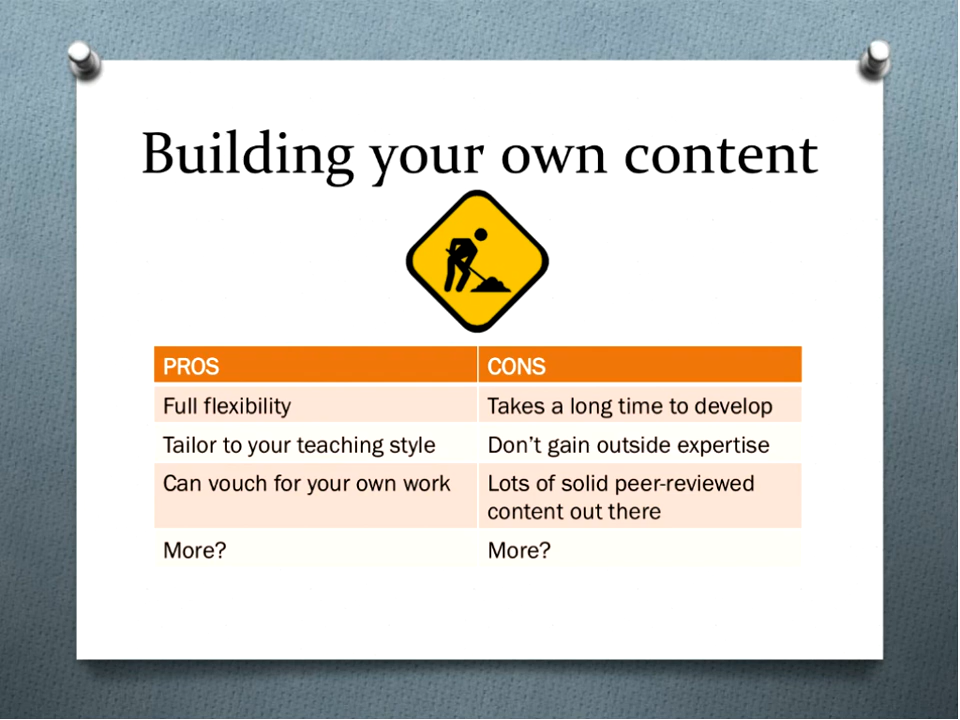 Building your own content
PROS
CONS
Full flexibility
Takes a long time to develop
Tailor to your teaching style
Don’t gain outside expertise
Can vouch for your own work
Lots of solid peer-reviewed
content out there
More?
More?